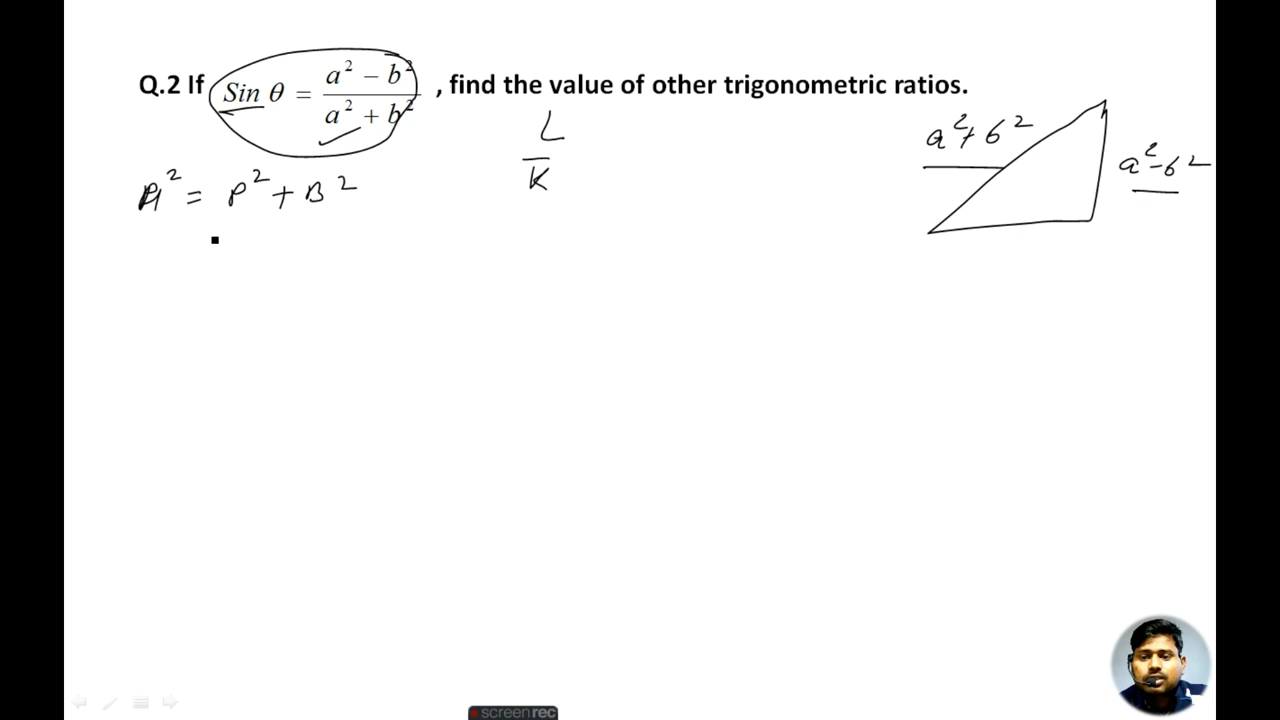 Q.2 If Sin θ = (a² − b²) / (a² + b²) , find the value of other trigonometric ratios.
L
K
a² + b²
a² − b²
H² = P² + B²
screenrec